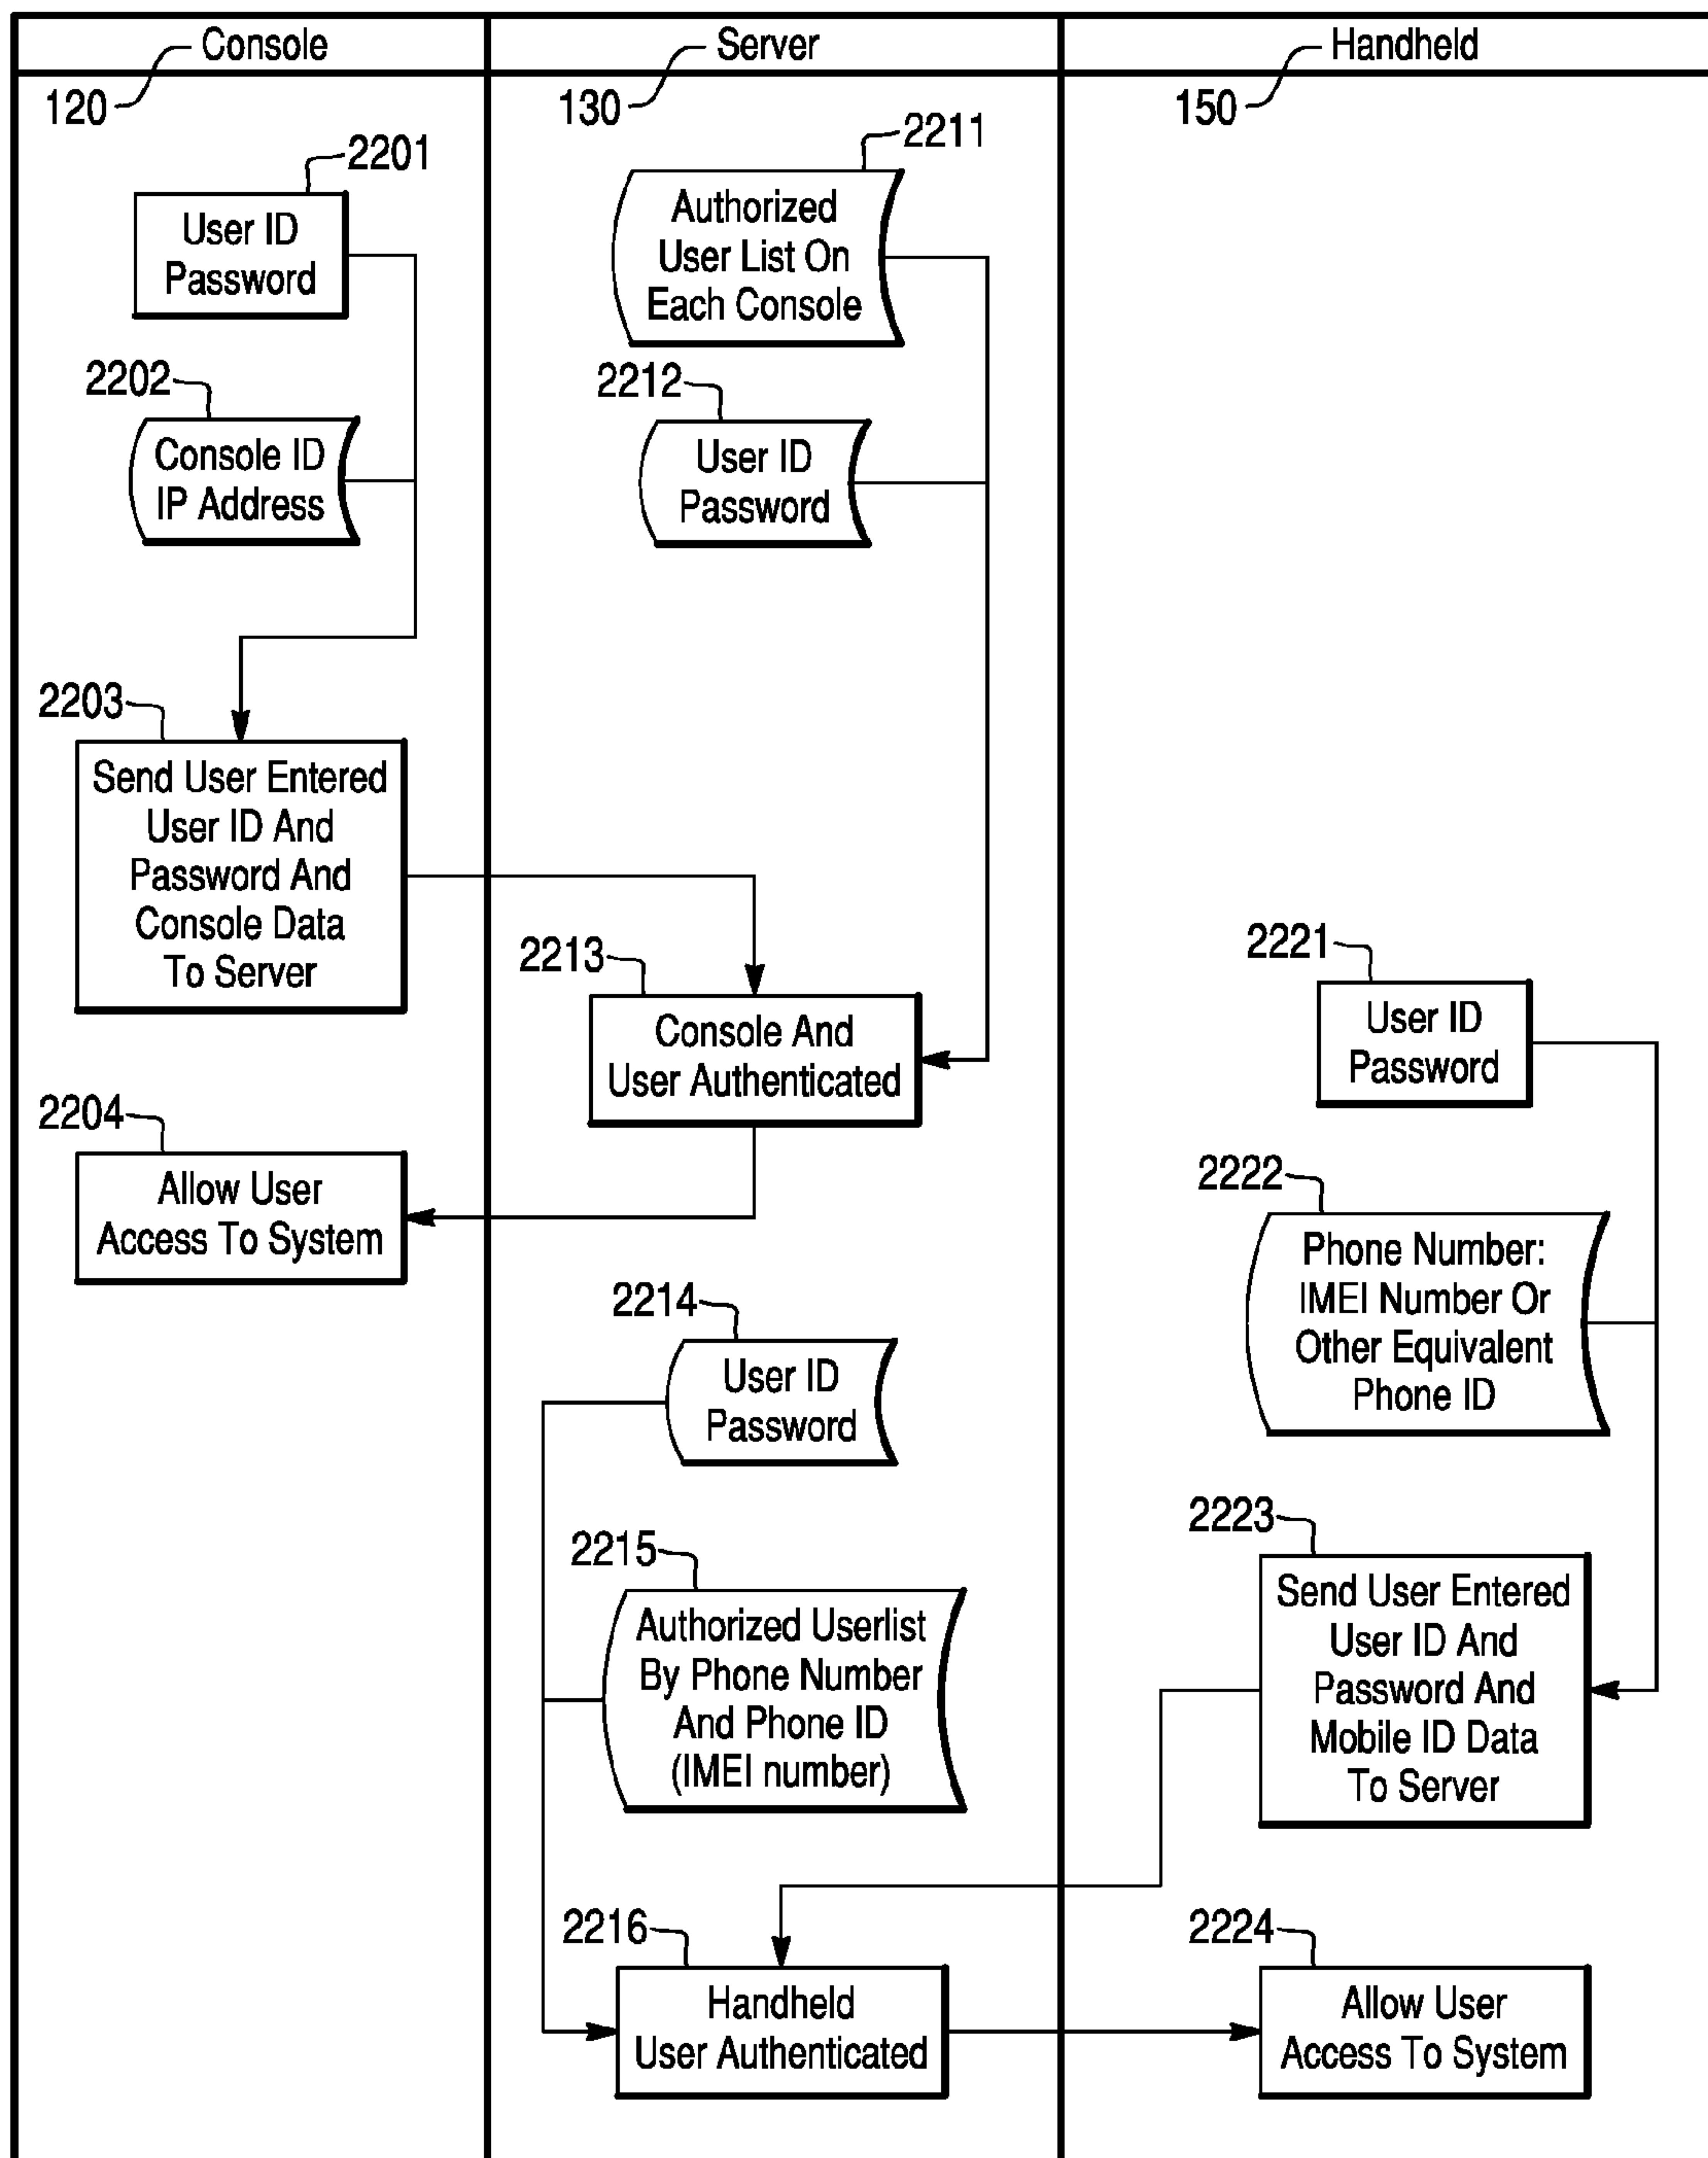 Console
Server
Handheld
120
130
150
2201
User ID
Password
2202
Console ID
IP Address
2203
Send User Entered
User ID And
Password And
Console Data
To Server
2204
Allow User
Access To System
2211
Authorized
User List On
Each Console
2212
User ID
Password
2213
Console And
User Authenticated
2214
User ID
Password
2215
Authorized Userlist
By Phone Number
And Phone ID
(IMEI number)
2216
Handheld
User Authenticated
2221
User ID
Password
2222
Phone Number:
IMEI Number Or
Other Equivalent
Phone ID
2223
Send User Entered
User ID And
Password And
Mobile ID Data
To Server
2224
Allow User
Access To System